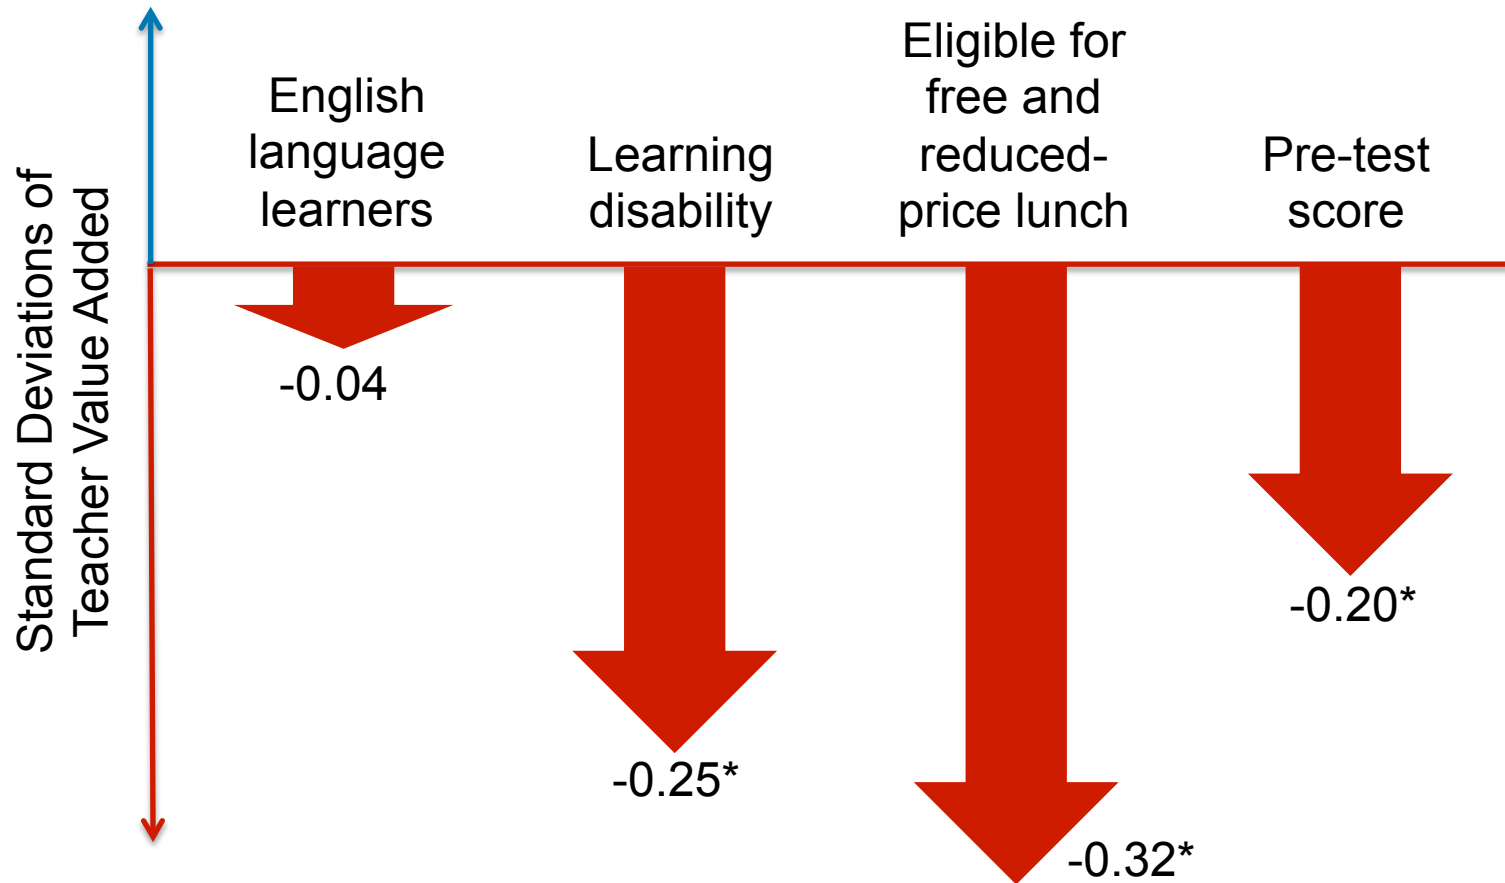 Standard Deviations of
Teacher Value Added
English
language
learners
Learning
disability
Eligible for
free and
reduced-
price lunch
Pre-test
score
-0.04
-0.25*
-0.32*
-0.20*